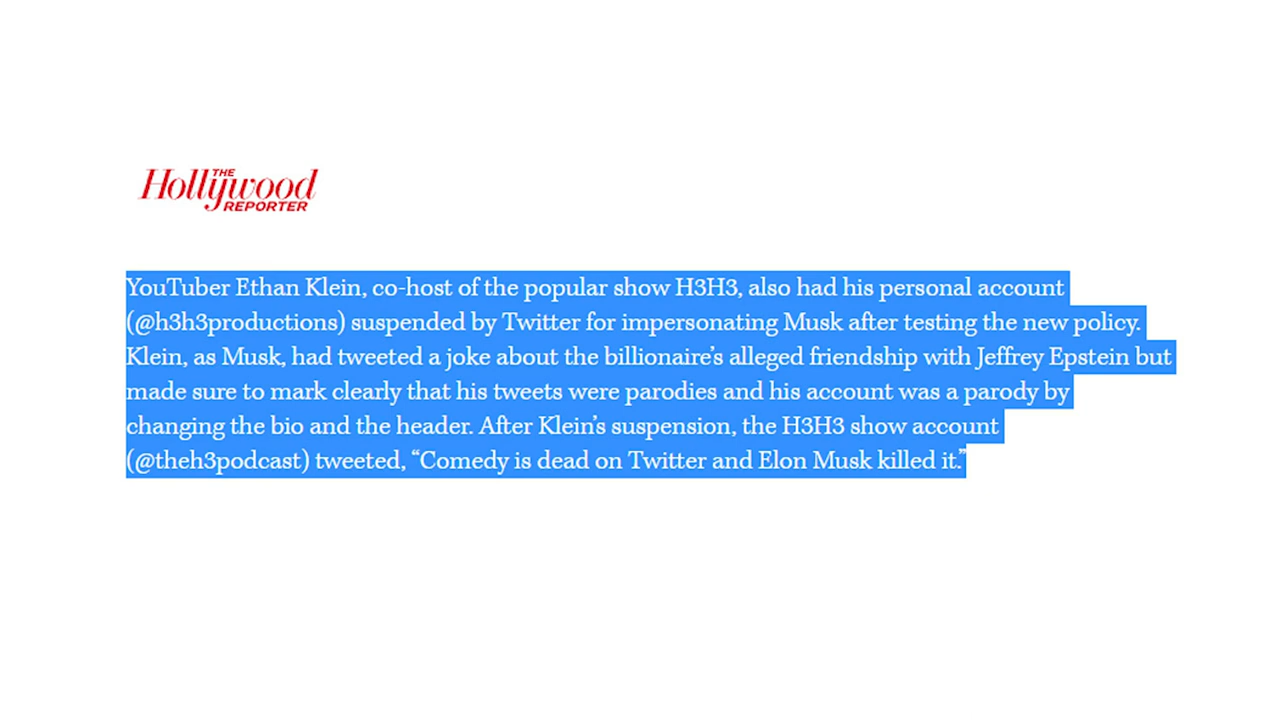 THE
Hollywood
REPORTER
YouTuber Ethan Klein, co-host of the popular show H3H3, also had his personal account
(@h3h3productions) suspended by Twitter for impersonating Musk after testing the new policy.
Klein, as Musk, had tweeted a joke about the billionaire’s alleged friendship with Jeffrey Epstein but
made sure to mark clearly that his tweets were parodies and his account was a parody by
changing the bio and the header. After Klein’s suspension, the H3H3 show account
(@theh3podcast) tweeted, “Comedy is dead on Twitter and Elon Musk killed it.”